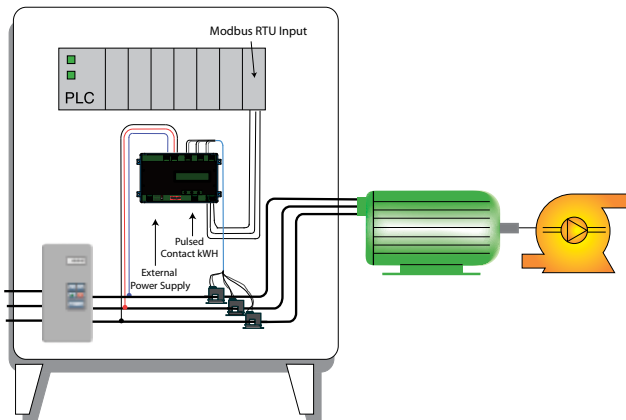 Modbus RTU Input
PLC
Pulsed
Contact kWH
External
Power Supply